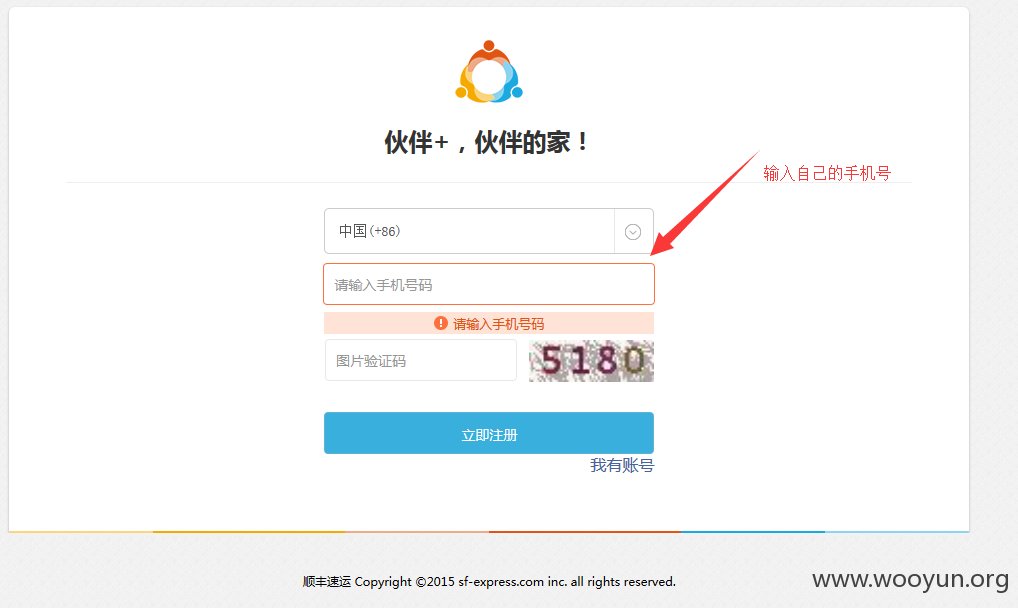 伙伴+，伙伴的家！
输入自己的手机号
中国(+86)
请输入手机号码
请输入手机号码
图片验证码
5180
立即注册
我有账号
顺丰速运 Copyright ©2015 sf-express.com inc. all rights reserved.
www.wooyun.org